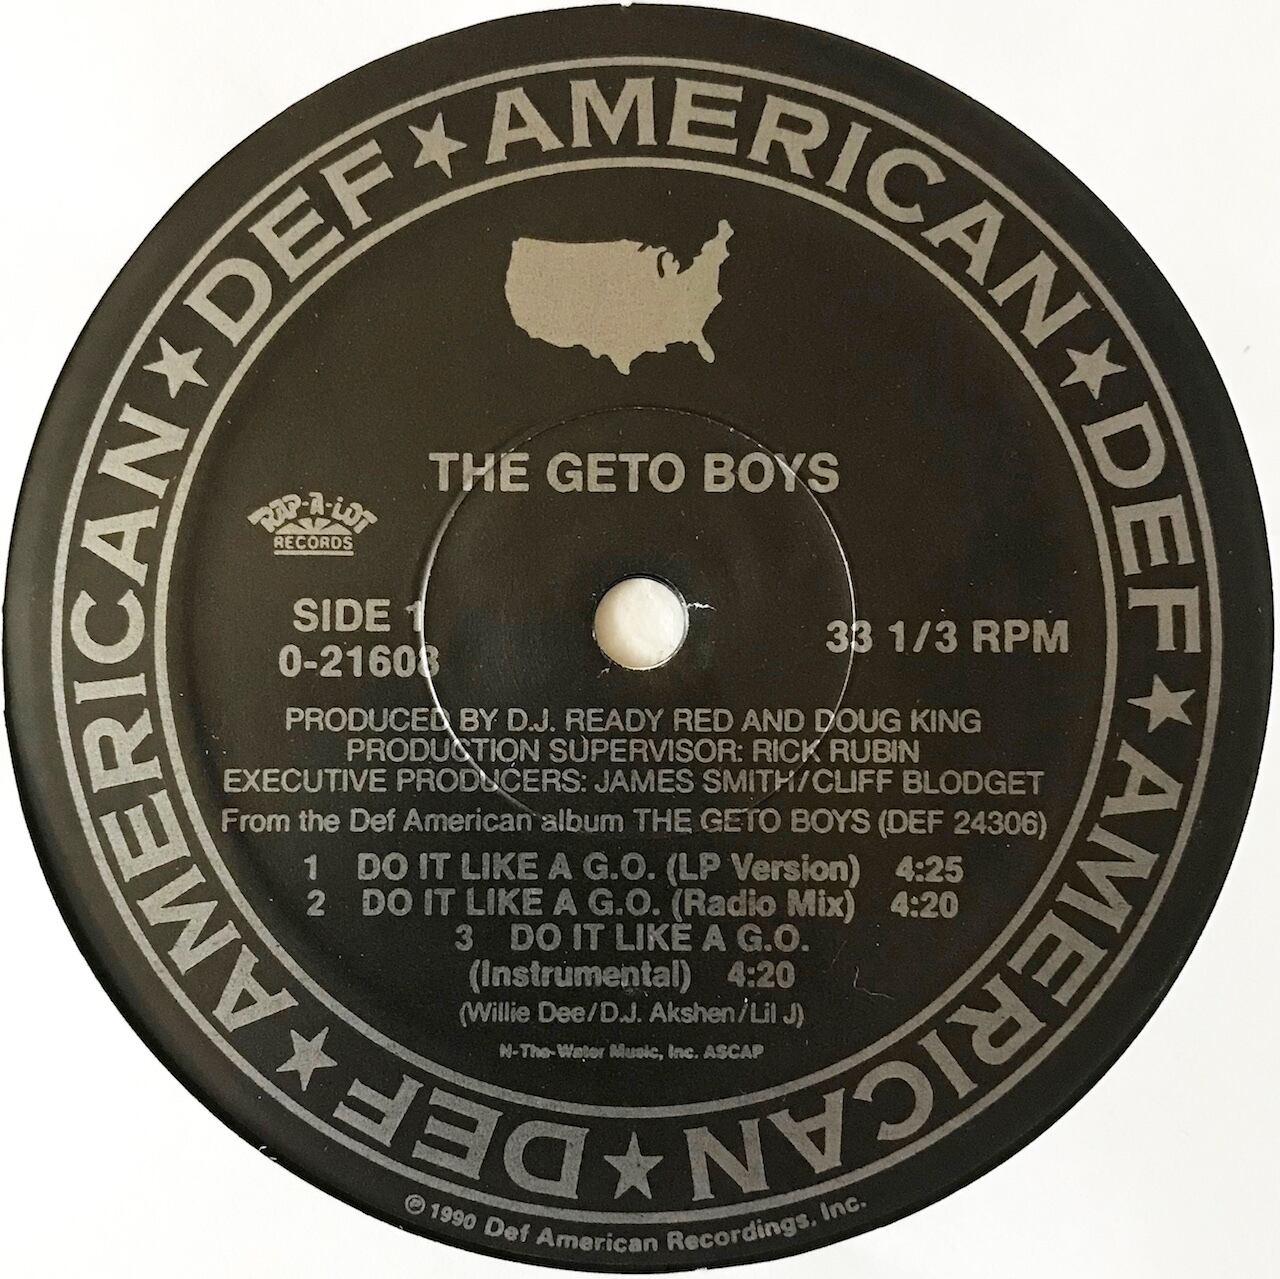 DEF ★ AMERICAN ★ DEF ★ AMERICAN ★ DEF ★ AMERICAN ★
THE GETO BOYS
RAP-A-LOT
RECORDS
SIDE 1
0-21608
33 1/3 RPM
PRODUCED BY D.J. READY RED AND DOUG KING
PRODUCTION SUPERVISOR: RICK RUBIN
EXECUTIVE PRODUCERS: JAMES SMITH/CLIFF BLODGET
From the Def American album THE GETO BOYS (DEF 24306)
1 DO IT LIKE A G.O. (LP Version) 4:25
2 DO IT LIKE A G.O. (Radio Mix) 4:20
3 DO IT LIKE A G.O.
(Instrumental) 4:20
(Willie Dee/D.J. Akshen/Lil J)
N-The-Water Music, Inc. ASCAP
℗ 1990 Def American Recordings, Inc.